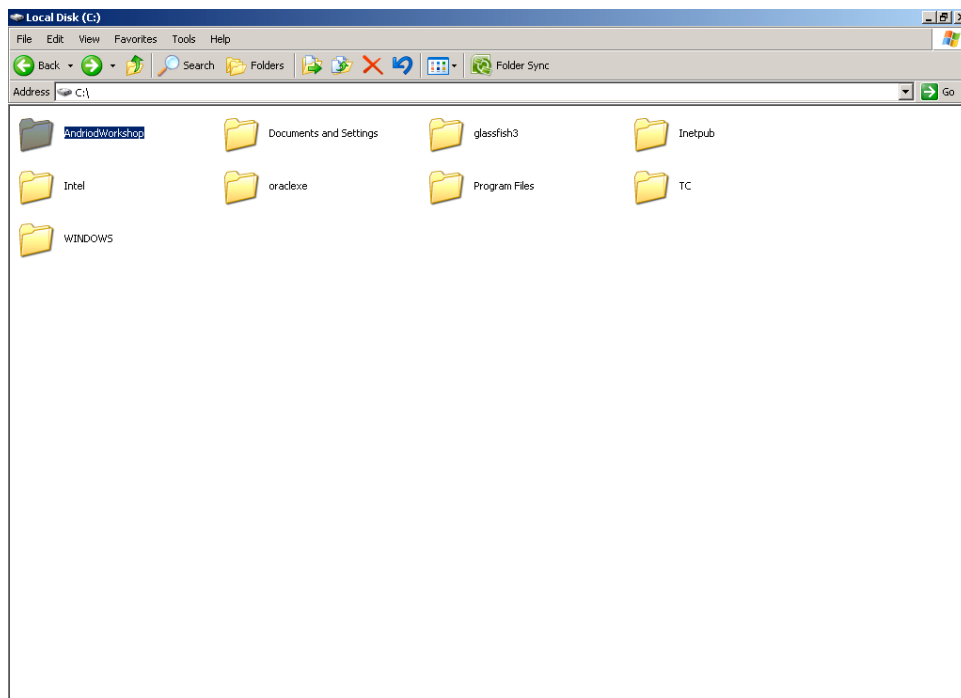 Local Disk (C:)
File Edit View Favorites Tools Help
Back Search Folders Folder Sync
Address C:\ Go
AndriodWorkshop Documents and Settings glassfish3 Inetpub
Intel oraclexe Program Files TC
WINDOWS